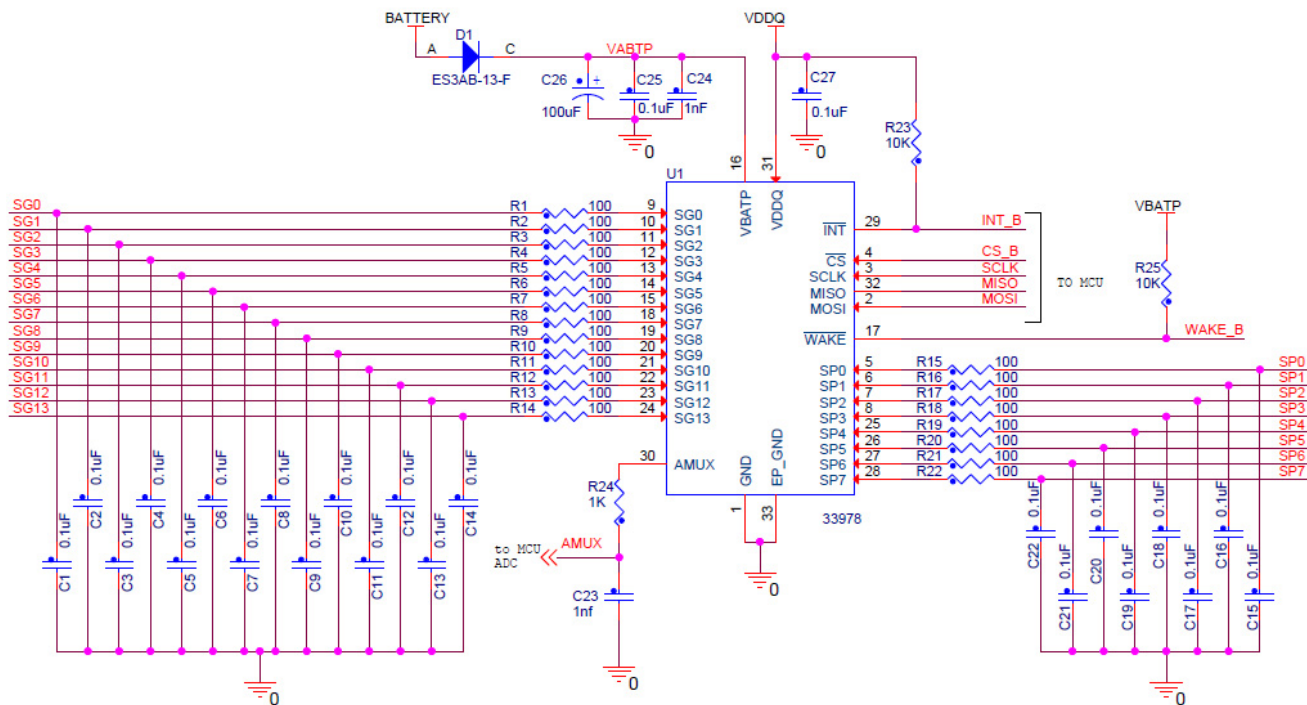 BATTERY
VDDQ
D1
A
C
VABTP
ES3AB-13-F
C26
+
100uF
C25
0.1uF
C24
1nF
0
C27
0.1uF
0
R23
10K
16
31
U1
VBATP
VDDQ
SG0 R1 100 9 SG0
SG1 R2 100 10 SG1
SG2 R3 100 11 SG2
SG3 R4 100 12 SG3
SG4 R5 100 13 SG4
SG5 R6 100 14 SG5
SG6 R7 100 15 SG6
SG7 R8 100 18 SG7
SG8 R9 100 19 SG8
SG9 R10 100 20 SG9
SG10 R11 100 21 SG10
SG11 R12 100 22 SG11
SG12 R13 100 23 SG12
SG13 R14 100 24 SG13
INT 29 INT_B
CS 4 CS_B
SCLK 3 SCLK
MISO 32 MISO
MOSI 2 MOSI
TO MCU
VBATP
R25
10K
WAKE 17 WAKE_B
SP0 5 R15 100 SP0
SP1 6 R16 100 SP1
SP2 7 R17 100 SP2
SP3 8 R18 100 SP3
SP4 25 R19 100 SP4
SP5 26 R20 100 SP5
SP6 27 R21 100 SP6
SP7 28 R22 100 SP7
30 AMUX
R24
1K
GND
EP_GND
1
33
33978
0
to MCU
ADC
AMUX
C23
1nf
0
C1 0.1uF
C2 0.1uF
C3 0.1uF
C4 0.1uF
C5 0.1uF
C6 0.1uF
C7 0.1uF
C8 0.1uF
C9 0.1uF
C10 0.1uF
C11 0.1uF
C12 0.1uF
C13 0.1uF
C14 0.1uF
0
C22 0.1uF
C21 0.1uF
C20 0.1uF
C19 0.1uF
C18 0.1uF
C17 0.1uF
C16 0.1uF
C15 0.1uF
0